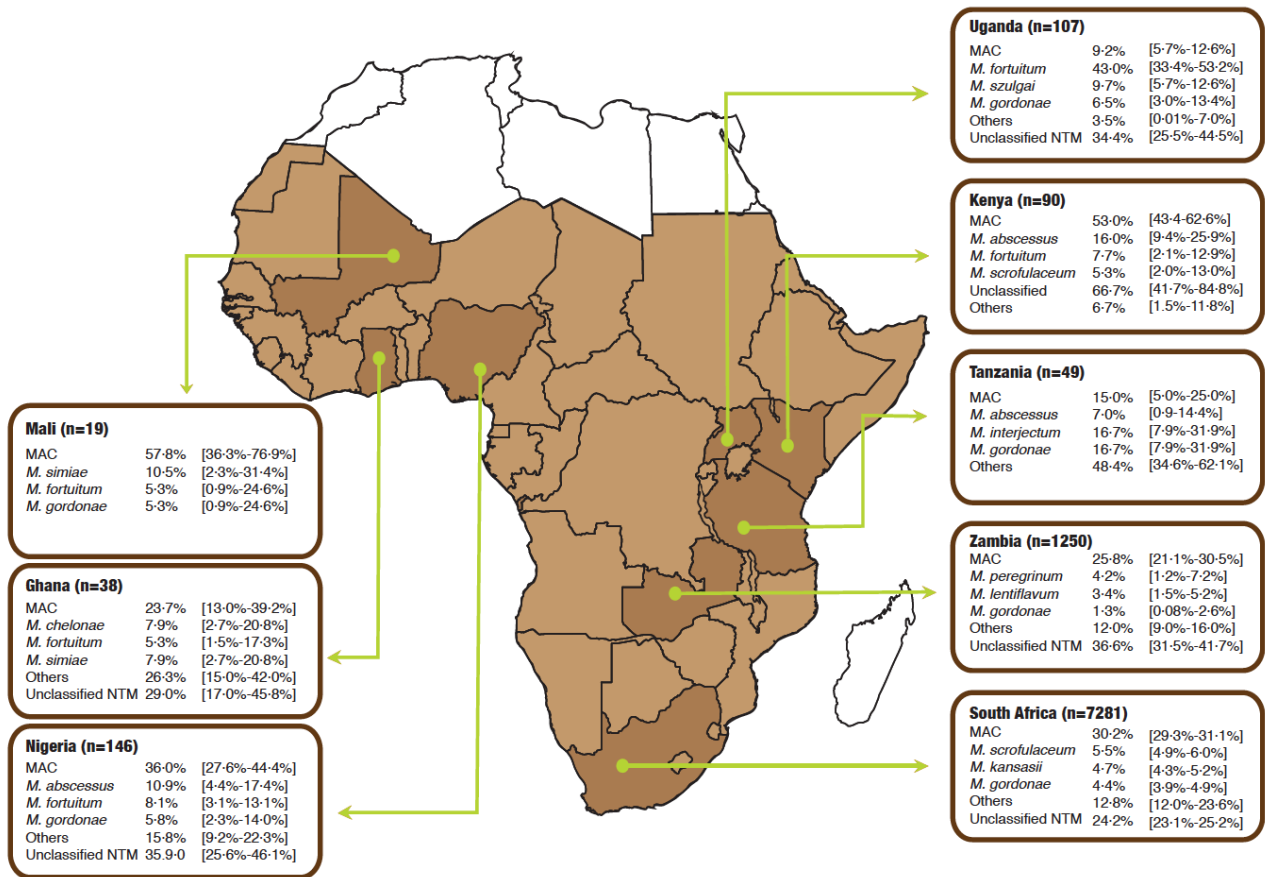 Uganda (n=107)
MAC 9·2% [5·7%-12·6%]
M. fortuitum 43·0% [33·4%-53·2%]
M. szulgai 9·7% [5·7%-12·6%]
M. gordonae 6·5% [3·0%-13·4%]
Others 3·5% [0·01%-7·0%]
Unclassified NTM 34·4% [25·5%-44·5%]
Kenya (n=90)
MAC 53·0% [43·4-62·6%]
M. abscessus 16·0% [9·4%-25·9%]
M. fortuitum 7·7% [2·1%-12·9%]
M. scrofulaceum 5·3% [2·0%-13·0%]
Unclassified 66·7% [41·7%-84·8%]
Others 6·7% [1·5%-11·8%]
Tanzania (n=49)
MAC 15·0% [5·0%-25·0%]
M. abscessus 7·0% [0·9-14·4%]
M. interjectum 16·7% [7·9%-31·9%]
M. gordonae 16·7% [7·9%-31·9%]
Others 48·4% [34·6%-62·1%]
Zambia (n=1250)
MAC 25·8% [21·1%-30·5%]
M. peregrinum 4·2% [1·2%-7·2%]
M. lentiflavum 3·4% [1·5%-5·2%]
M. gordonae 1·3% [0·08%-2·6%]
Others 12·0% [9·0%-16·0%]
Unclassified NTM 36·6% [31·5%-41·7%]
South Africa (n=7281)
MAC 30·2% [29·3%-31·1%]
M. scrofulaceum 5·5% [4·9%-6·0%]
M. kansasii 4·7% [4·3%-5·2%]
M. gordonae 4·4% [3·9%-4·9%]
Others 12·8% [12·0%-23·6%]
Unclassified NTM 24·2% [23·1%-25·2%]
Mali (n=19)
MAC 57·8% [36·3%-76·9%]
M. simiae 10·5% [2·3%-31·4%]
M. fortuitum 5·3% [0·9%-24·6%]
M. gordonae 5·3% [0·9%-24·6%]
Ghana (n=38)
MAC 23·7% [13·0%-39·2%]
M. chelonae 7·9% [2·7%-20·8%]
M. fortuitum 5·3% [1·5%-17·3%]
M. simiae 7·9% [2·7%-20·8%]
Others 26·3% [15·0%-42·0%]
Unclassified NTM 29·0% [17·0%-45·8%]
Nigeria (n=146)
MAC 36·0% [27·6%-44·4%]
M. abscessus 10·9% [4·4%-17·4%]
M. fortuitum 8·1% [3·1%-13·1%]
M. gordonae 5·8% [2·3%-14·0%]
Others 15·8% [9·2%-22·3%]
Unclassified NTM 35.9·0 [25·6%-46·1%]